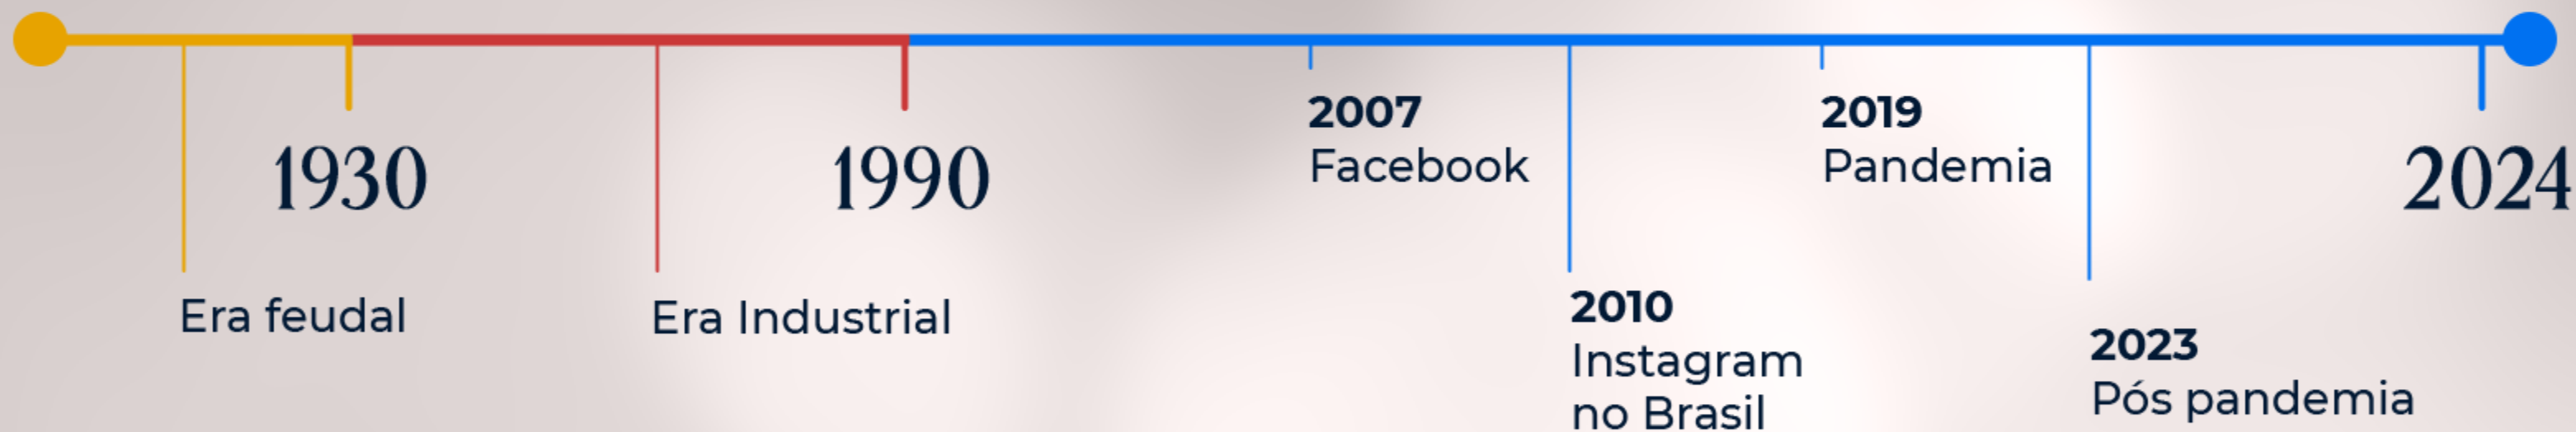 1930
1990
2007
Facebook
2019
Pandemia
2024
Era feudal
Era Industrial
2010
Instagram
no Brasil
2023
Pós pandemia